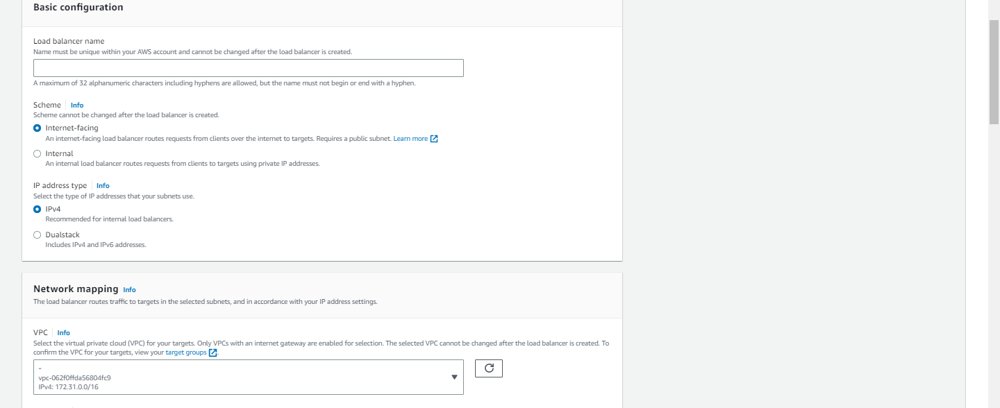 Basic configuration
Load balancer name
Name must be unique within your AWS account and cannot be changed after the load balancer is created.
A maximum of 32 alphanumeric characters including hyphens are allowed, but the name must not begin or end with a hyphen.
Scheme Info
Scheme cannot be changed after the load balancer is created.
Internet-facing
An internet-facing load balancer routes requests from clients over the internet to targets. Requires a public subnet. Learn more
Internal
An internal load balancer routes requests from clients to targets using private IP addresses.
IP address type Info
Select the type of IP addresses that your subnets use.
IPv4
Recommended for internal load balancers.
Dualstack
Includes IPv4 and IPv6 addresses.
Network mapping Info
The load balancer routes traffic to targets in the selected subnets, and in accordance with your IP address settings.
VPC Info
Select the virtual private cloud (VPC) for your targets. Only VPCs with an internet gateway are enabled for selection. The selected VPC cannot be changed after the load balancer is created. To
confirm the VPC for your targets, view your target groups.
-
vpc-062f0ffda56804fc9
IPv4: 172.31.0.0/16